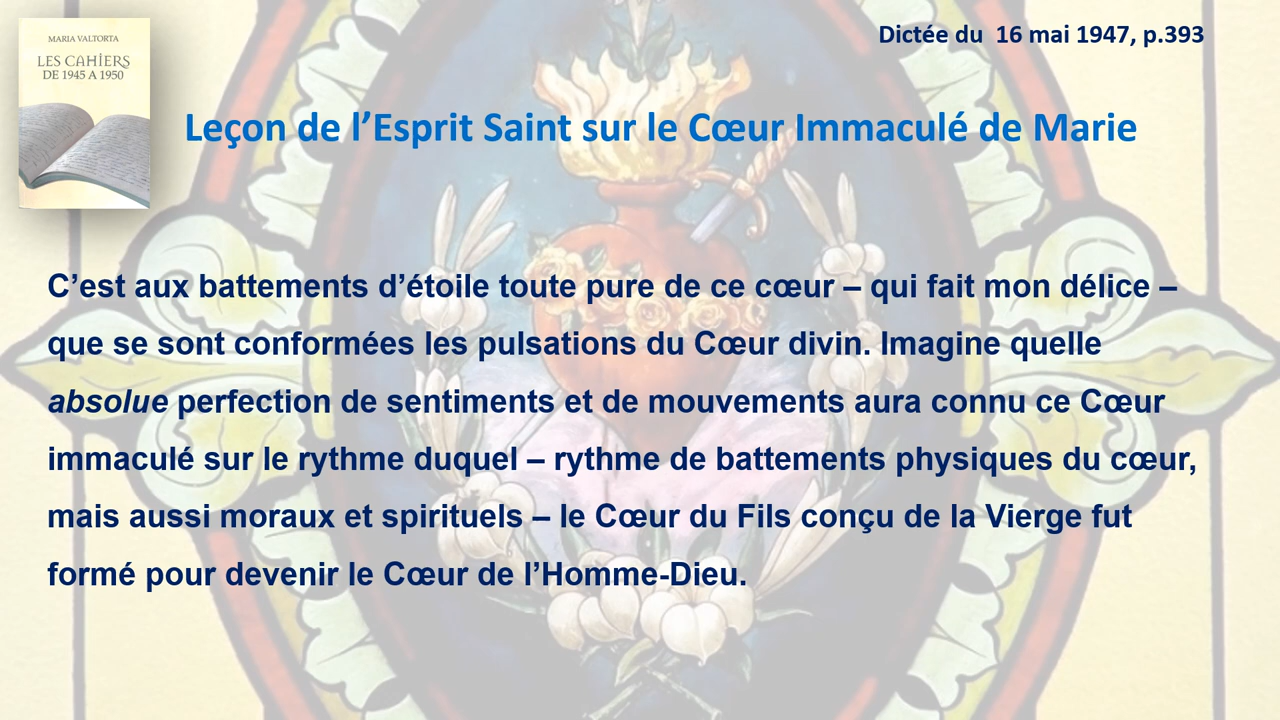 MARIA VALTORTA
LES CAHIERS
DE 1945 A 1950
Dictée du  16 mai 1947, p.393
Leçon de l’Esprit Saint sur le Cœur Immaculé de Marie
C’est aux battements d’étoile toute pure de ce cœur – qui fait mon délice –
que se sont conformées les pulsations du Cœur divin. Imagine quelle
absolue perfection de sentiments et de mouvements aura connu ce Cœur
immaculé sur le rythme duquel – rythme de battements physiques du cœur,
mais aussi moraux et spirituels – le Cœur du Fils conçu de la Vierge fut
formé pour devenir le Cœur de l’Homme-Dieu.